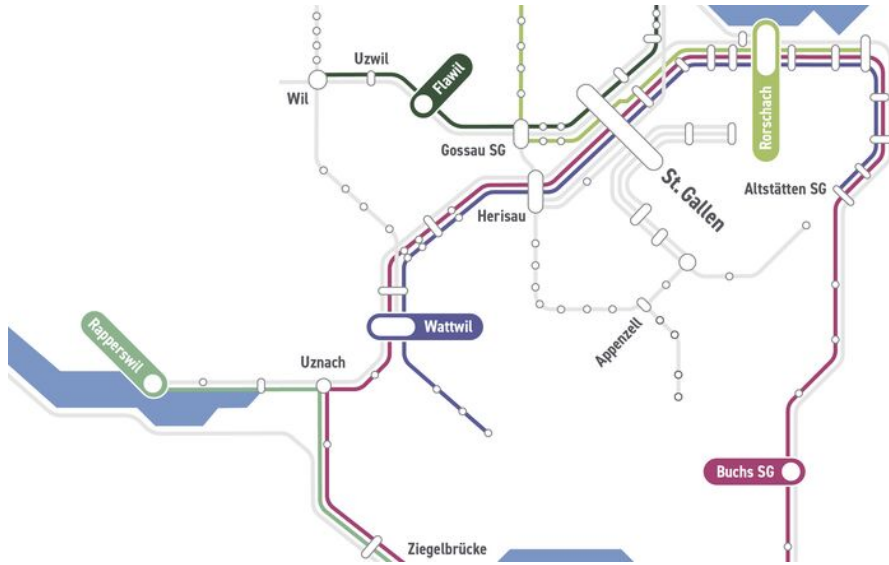 Uzwil
Flawil
Wil
Gossau SG
Rorschach
St. Gallen
Altstätten SG
Herisau
Rapperswil
Wattwil
Appenzell
Uznach
Buchs SG
Ziegelbrücke